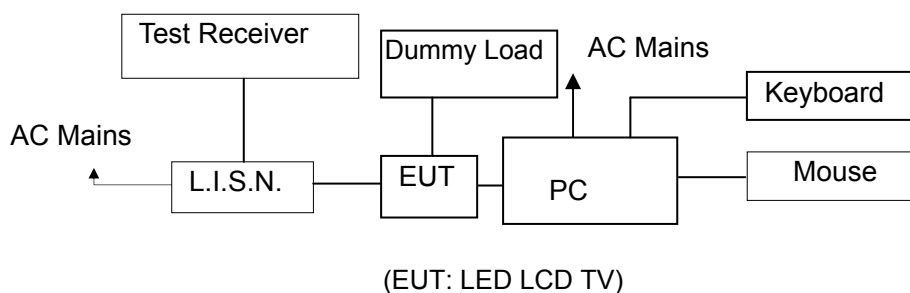 Test Receiver
Dummy Load
AC Mains
Keyboard
AC Mains
L.I.S.N.
EUT
PC
Mouse
(EUT: LED LCD TV)